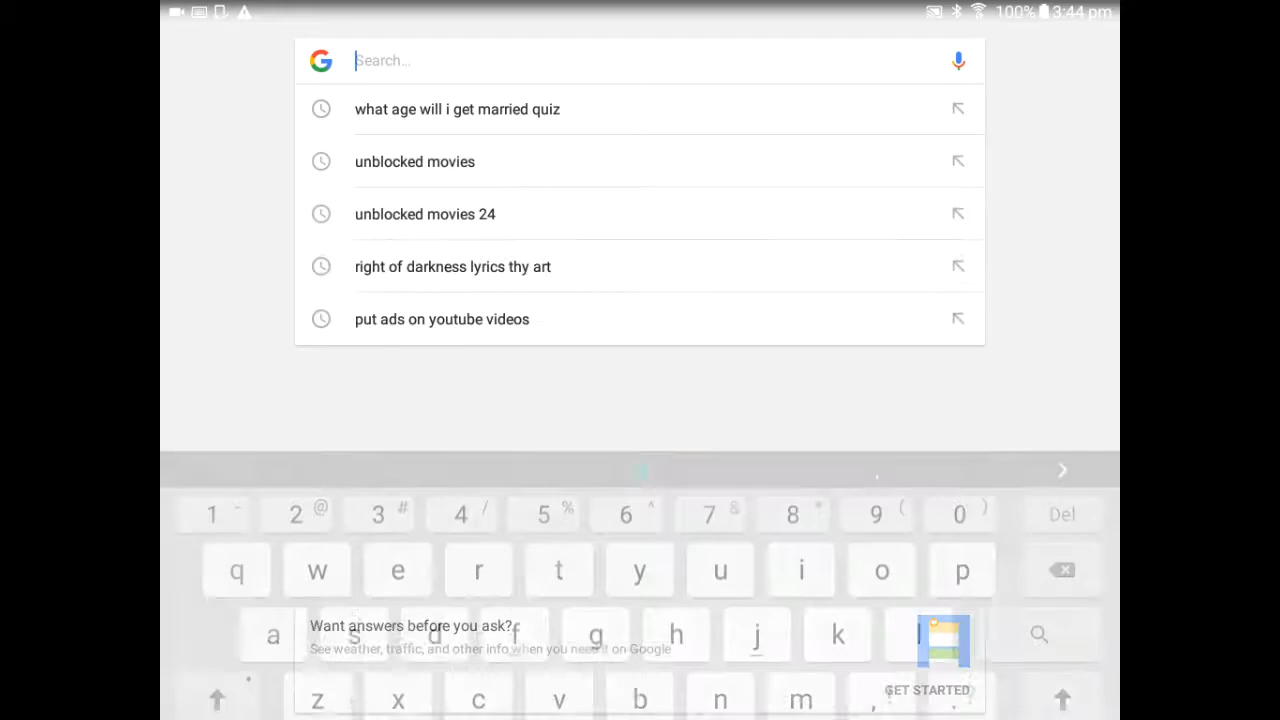 100% 3:44 pm
Search...
what age will i get married quiz
unblocked movies
unblocked movies 24
right of darkness lyrics thy art
put ads on youtube videos
1 - 2 @ 3 # 4 / 5 % 6 ^ 7 & 8 * 9 ( 0 ) Del
q w e r t y u i o p
a s d f g h j k l
Want answers before you ask?
See weather, traffic, and other info when you need it on Google
GET STARTED
z x c v b n m , .